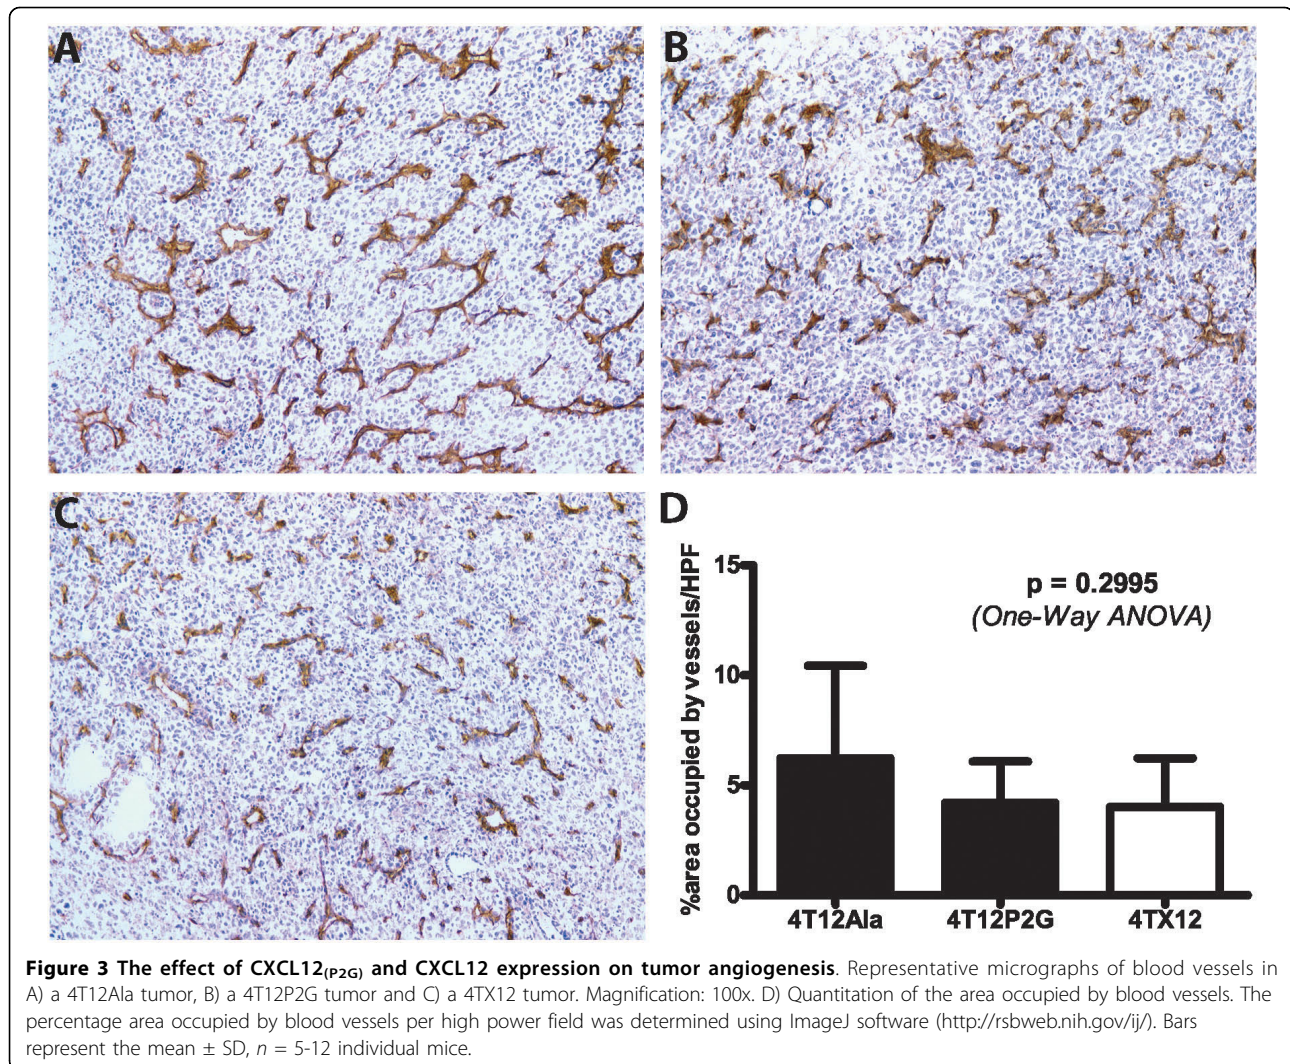 A
B
C
D
%area occupied by vessels/HPF
15
10
5
0
p = 0.2995
(One-Way ANOVA)
4T12Ala
4T12P2G
4TX12
Figure 3 The effect of CXCL12(P2G) and CXCL12 expression on tumor angiogenesis. Representative micrographs of blood vessels in
A) a 4T12Ala tumor, B) a 4T12P2G tumor and C) a 4TX12 tumor. Magnification: 100x. D) Quantitation of the area occupied by blood vessels. The
percentage area occupied by blood vessels per high power field was determined using ImageJ software (http://rsbweb.nih.gov/ij/). Bars
represent the mean ± SD, n = 5-12 individual mice.